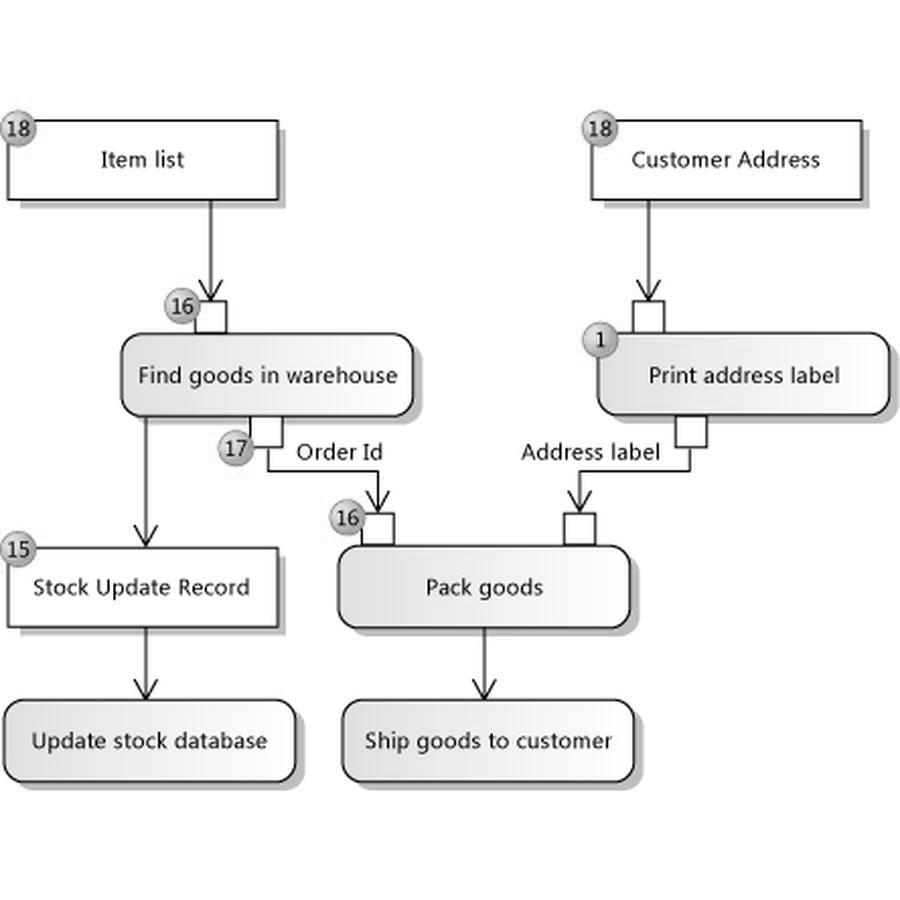 18
Item list
18
Customer Address
16
Find goods in warehouse
1
Print address label
17
Order Id
Address label
16
15
Stock Update Record
Pack goods
Update stock database
Ship goods to customer